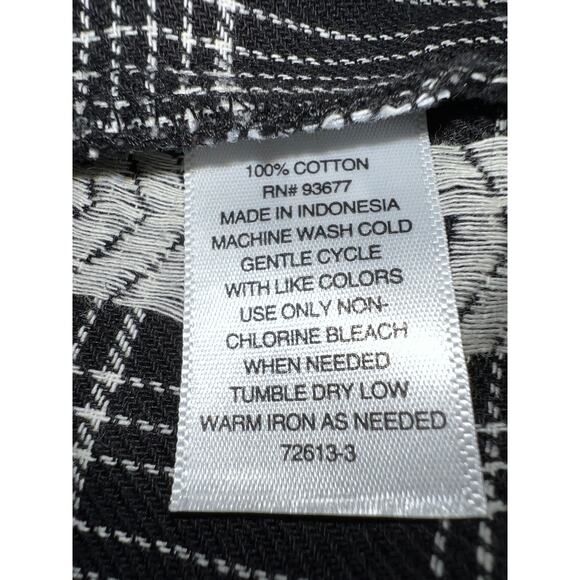 100% COTTON
RN# 93677
MADE IN INDONESIA
MACHINE WASH COLD
GENTLE CYCLE
WITH LIKE COLORS
USE ONLY NON-
CHLORINE BLEACH
WHEN NEEDED
TUMBLE DRY LOW
WARM IRON AS NEEDED
72613-3